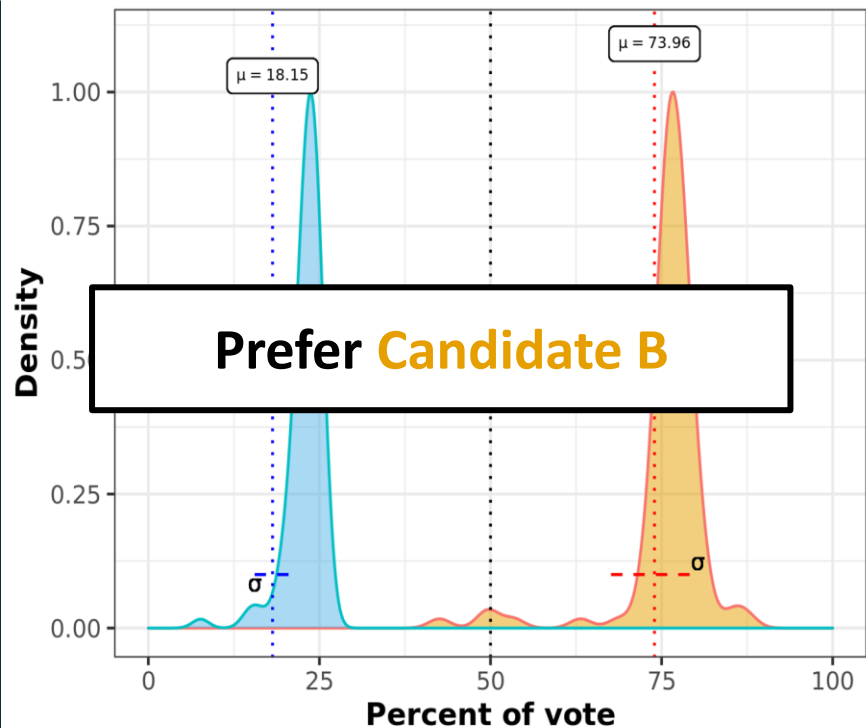 μ = 73.96
μ = 18.15
1.00
0.75
Density
Prefer Candidate B
0.50
0.25
σ
σ
0.00
0
25
50
75
100
Percent of vote